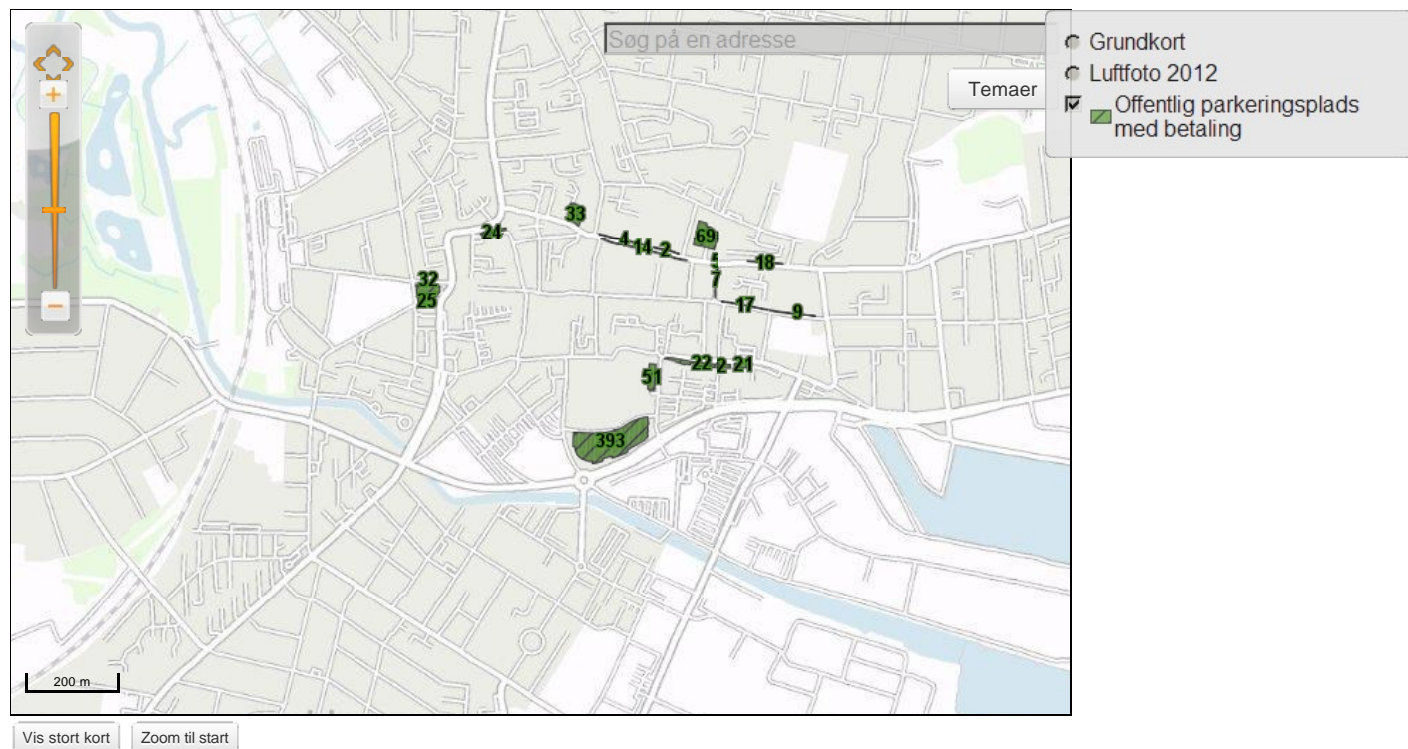 Søg på en adresse
Grundkort
Temaer
Luftfoto 2012
Offentlig parkeringsplads
med betaling
33
24
4
14
2
69
5
7
18
32
25
17
9
22
2
21
51
393
200 m
Vis stort kort
Zoom til start